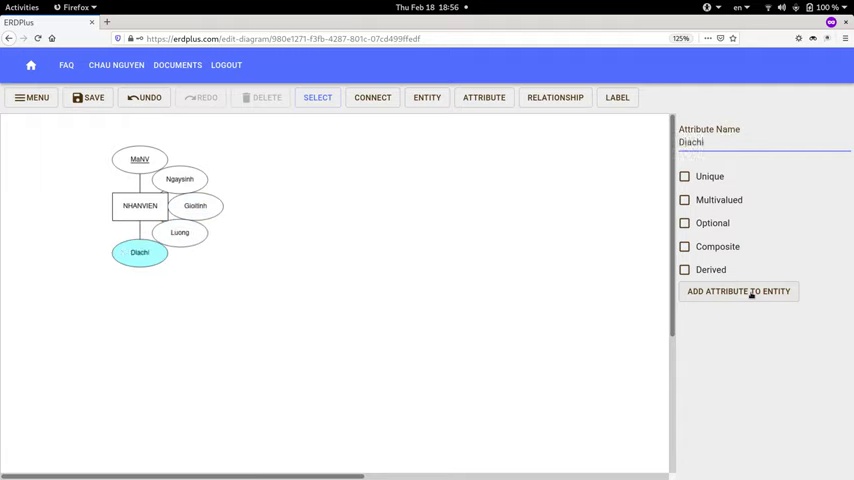 Activities Firefox Thu Feb 18 18:56 en 100 %
ERDPlus × +
https://erdplus.com/edit-diagram/980e1271-f3fb-4287-801c-07cd499ffedf 125%
FAQ CHAU NGUYEN DOCUMENTS LOGOUT
MENU SAVE UNDO REDO DELETE SELECT CONNECT ENTITY ATTRIBUTE RELATIONSHIP LABEL
Attribute Name
Diachi
Unique
Multivalued
Optional
Composite
Derived
ADD ATTRIBUTE TO ENTITY
MaNV
Ngaysinh
NHANVIEN
Gioitinh
Luong
Diachi